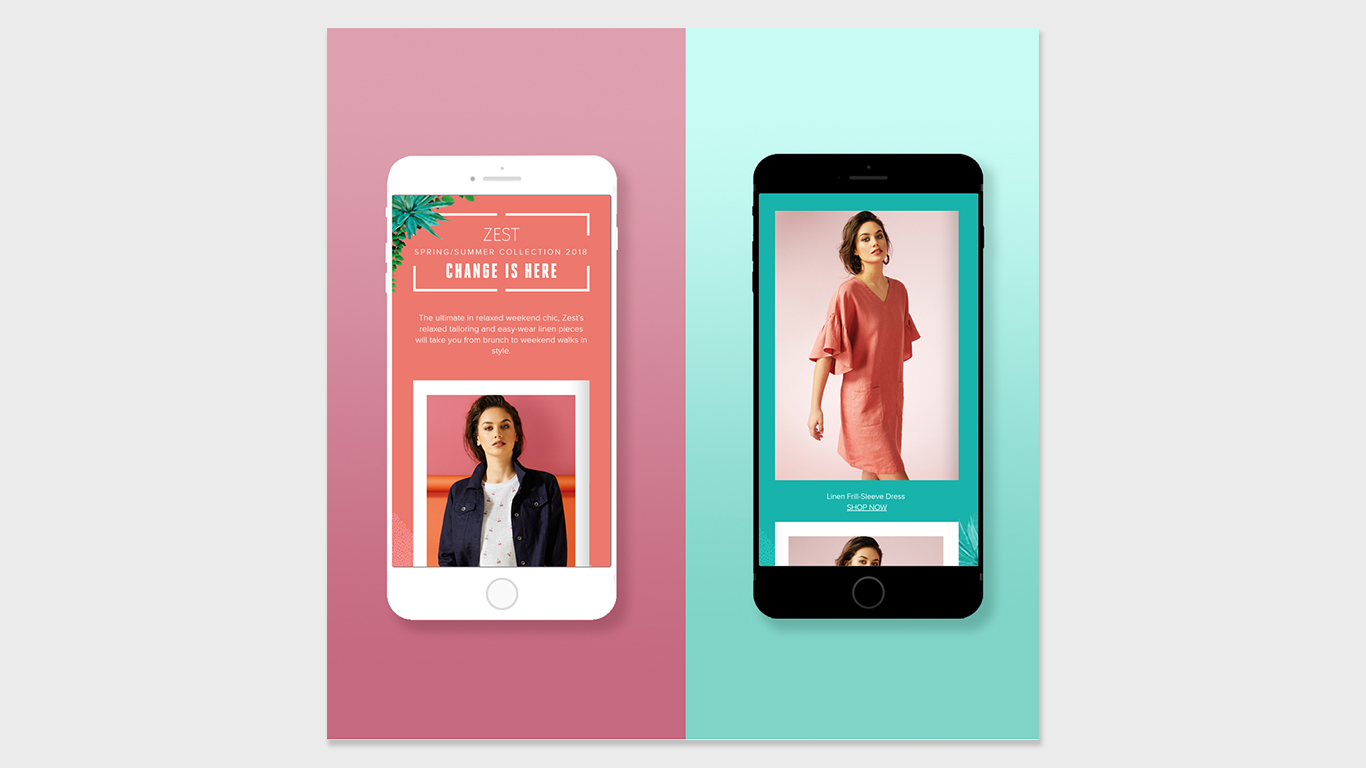 ZEST
SPRING/SUMMER COLLECTION 2018
CHANGE IS HERE
The ultimate in relaxed weekend chic, Zest's
relaxed tailoring and easy-wear linen pieces
will take you from brunch to weekend walks in
style.
Linen Frill-Sleeve Dress
SHOP NOW